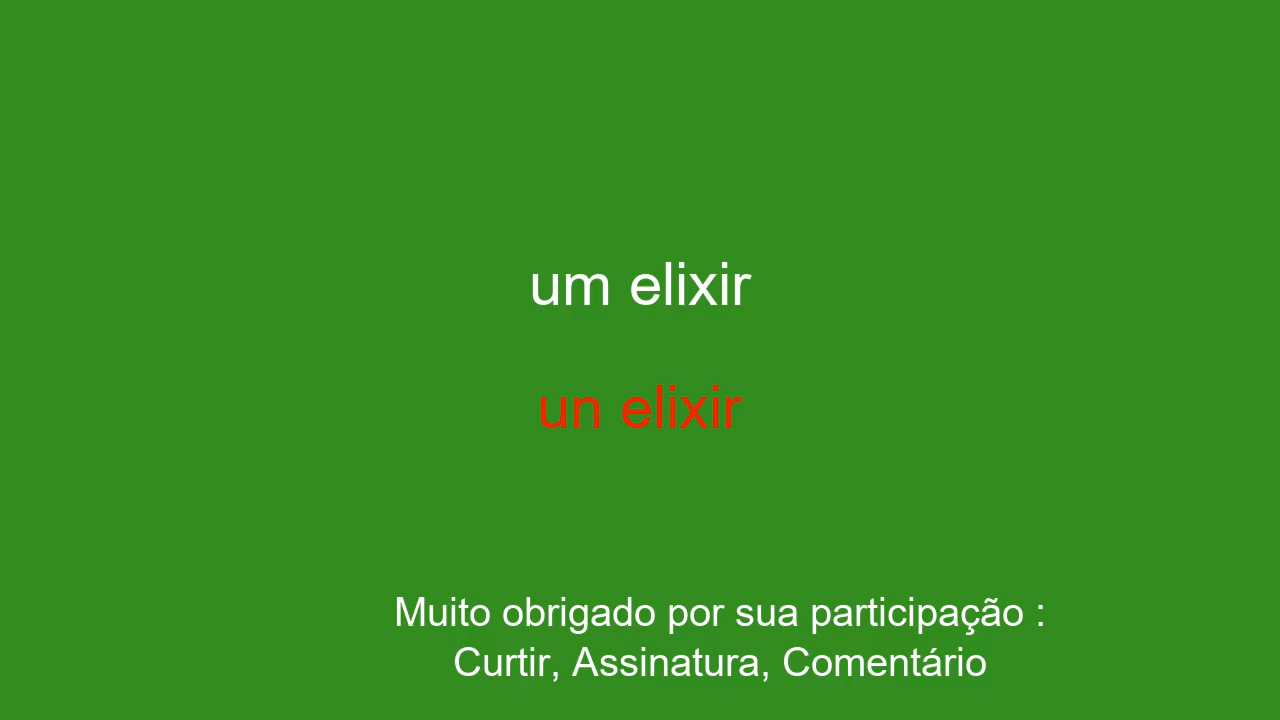 um elixir
un elixir
Muito obrigado por sua participação :
Curtir, Assinatura, Comentário